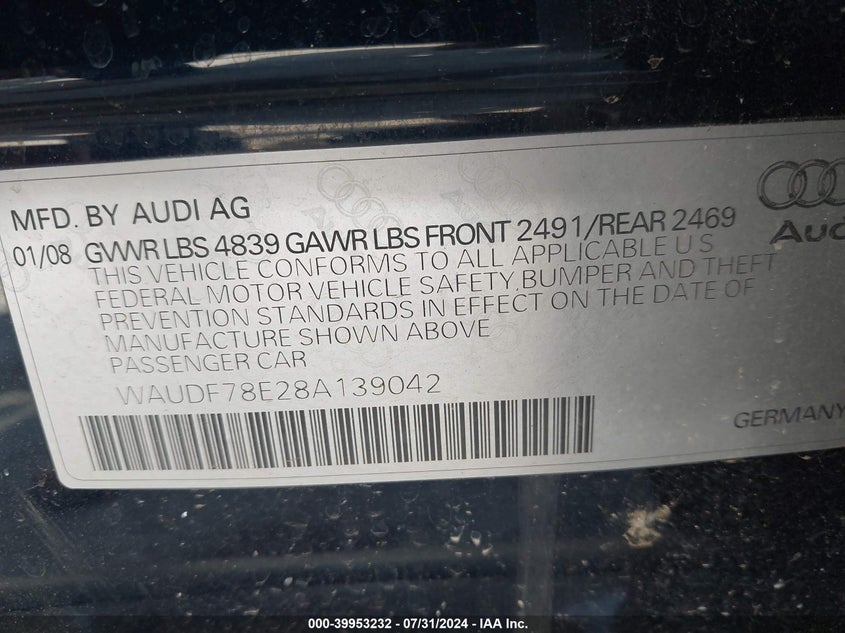 MFD. BY AUDI AG
01/08 GVWR LBS 4839 GAWR LBS FRONT 2491/REAR 2469
THIS VEHICLE CONFORMS TO ALL APPLICABLE U S
FEDERAL MOTOR VEHICLE SAFETY,BUMPER AND THEFT
PREVENTION STANDARDS IN EFFECT ON THE DATE OF
MANUFACTURE SHOWN ABOVE
PASSENGER CAR
WAUDF78E28A139042
Aud
GERMANY
000-39953232 - 07/31/2024 - IAA Inc.